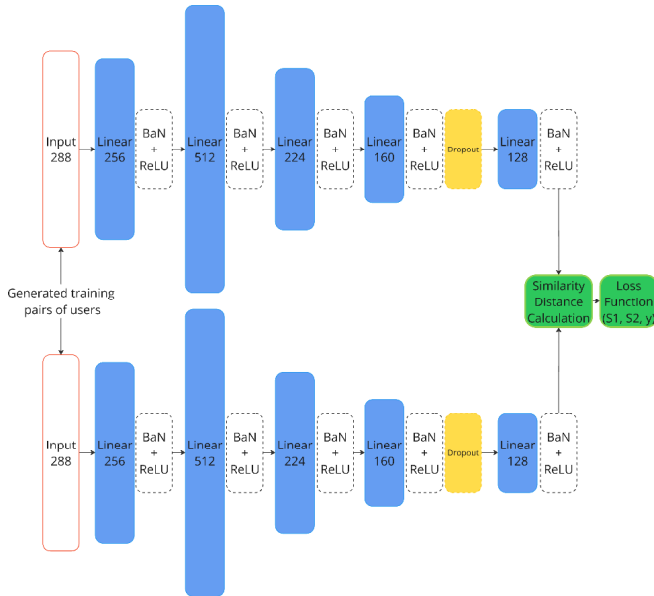 Input
288
Linear
256
BaN
+
ReLU
Linear
512
BaN
+
ReLU
Linear
224
BaN
+
ReLU
Linear
160
BaN
+
ReLU
Dropout
Linear
128
BaN
+
ReLU
Generated training
pairs of users
Similarity
Distance
Calculation
Loss
Function
(S1, S2, y)
Input
288
Linear
256
BaN
+
ReLU
Linear
512
BaN
+
ReLU
Linear
224
BaN
+
ReLU
Linear
160
BaN
+
ReLU
Dropout
Linear
128
BaN
+
ReLU